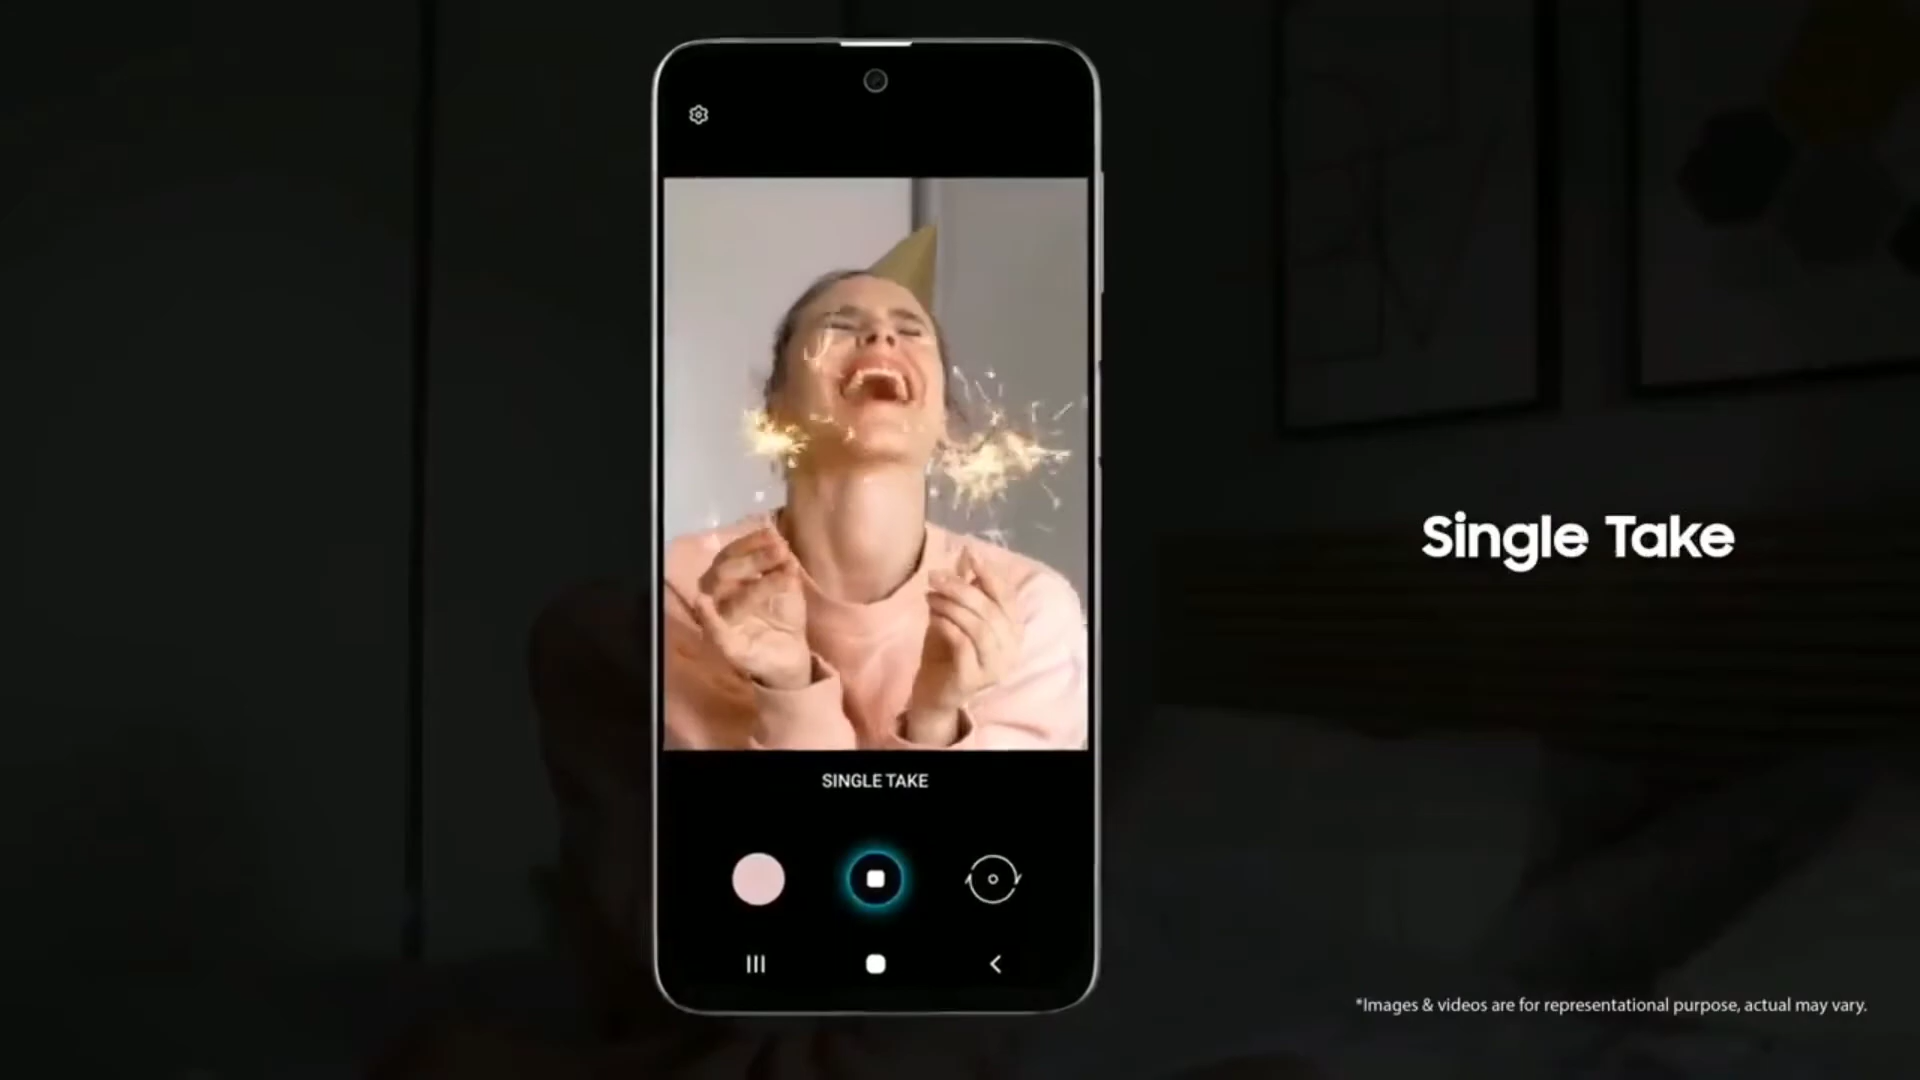 SINGLE TAKE
Single Take
*Images & videos are for representational purpose, actual may vary.